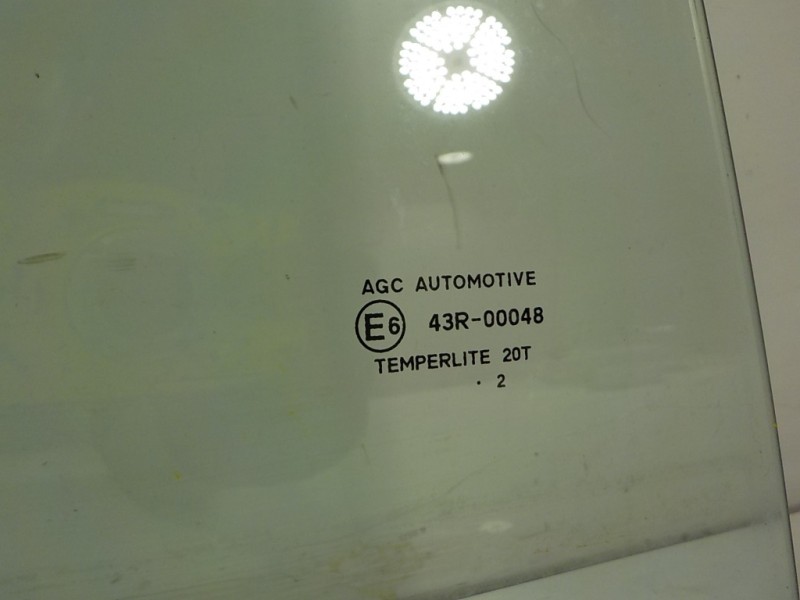 AGC AUTOMOTIVE
E6 43R-00048
TEMPERLITE 20T
. 2